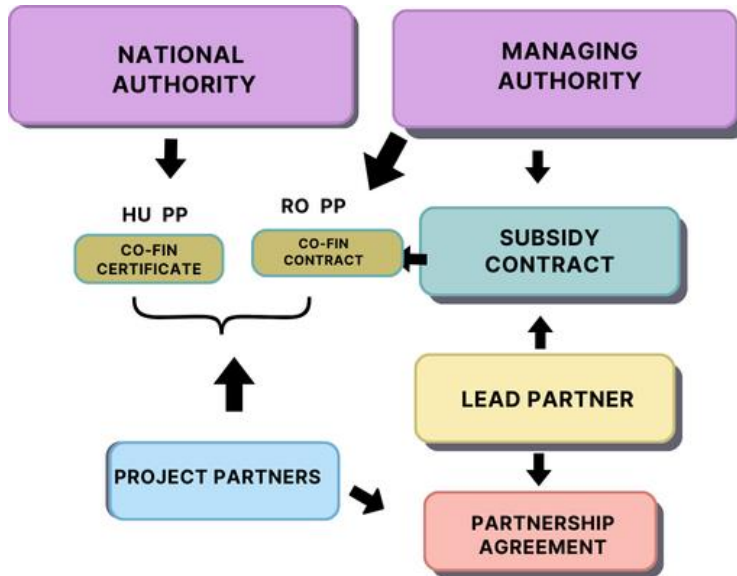 NATIONAL
AUTHORITY
MANAGING
AUTHORITY
HU PP
RO PP
CO-FIN
CERTIFICATE
CO-FIN
CONTRACT
SUBSIDY
CONTRACT
LEAD PARTNER
PROJECT PARTNERS
PARTNERSHIP
AGREEMENT